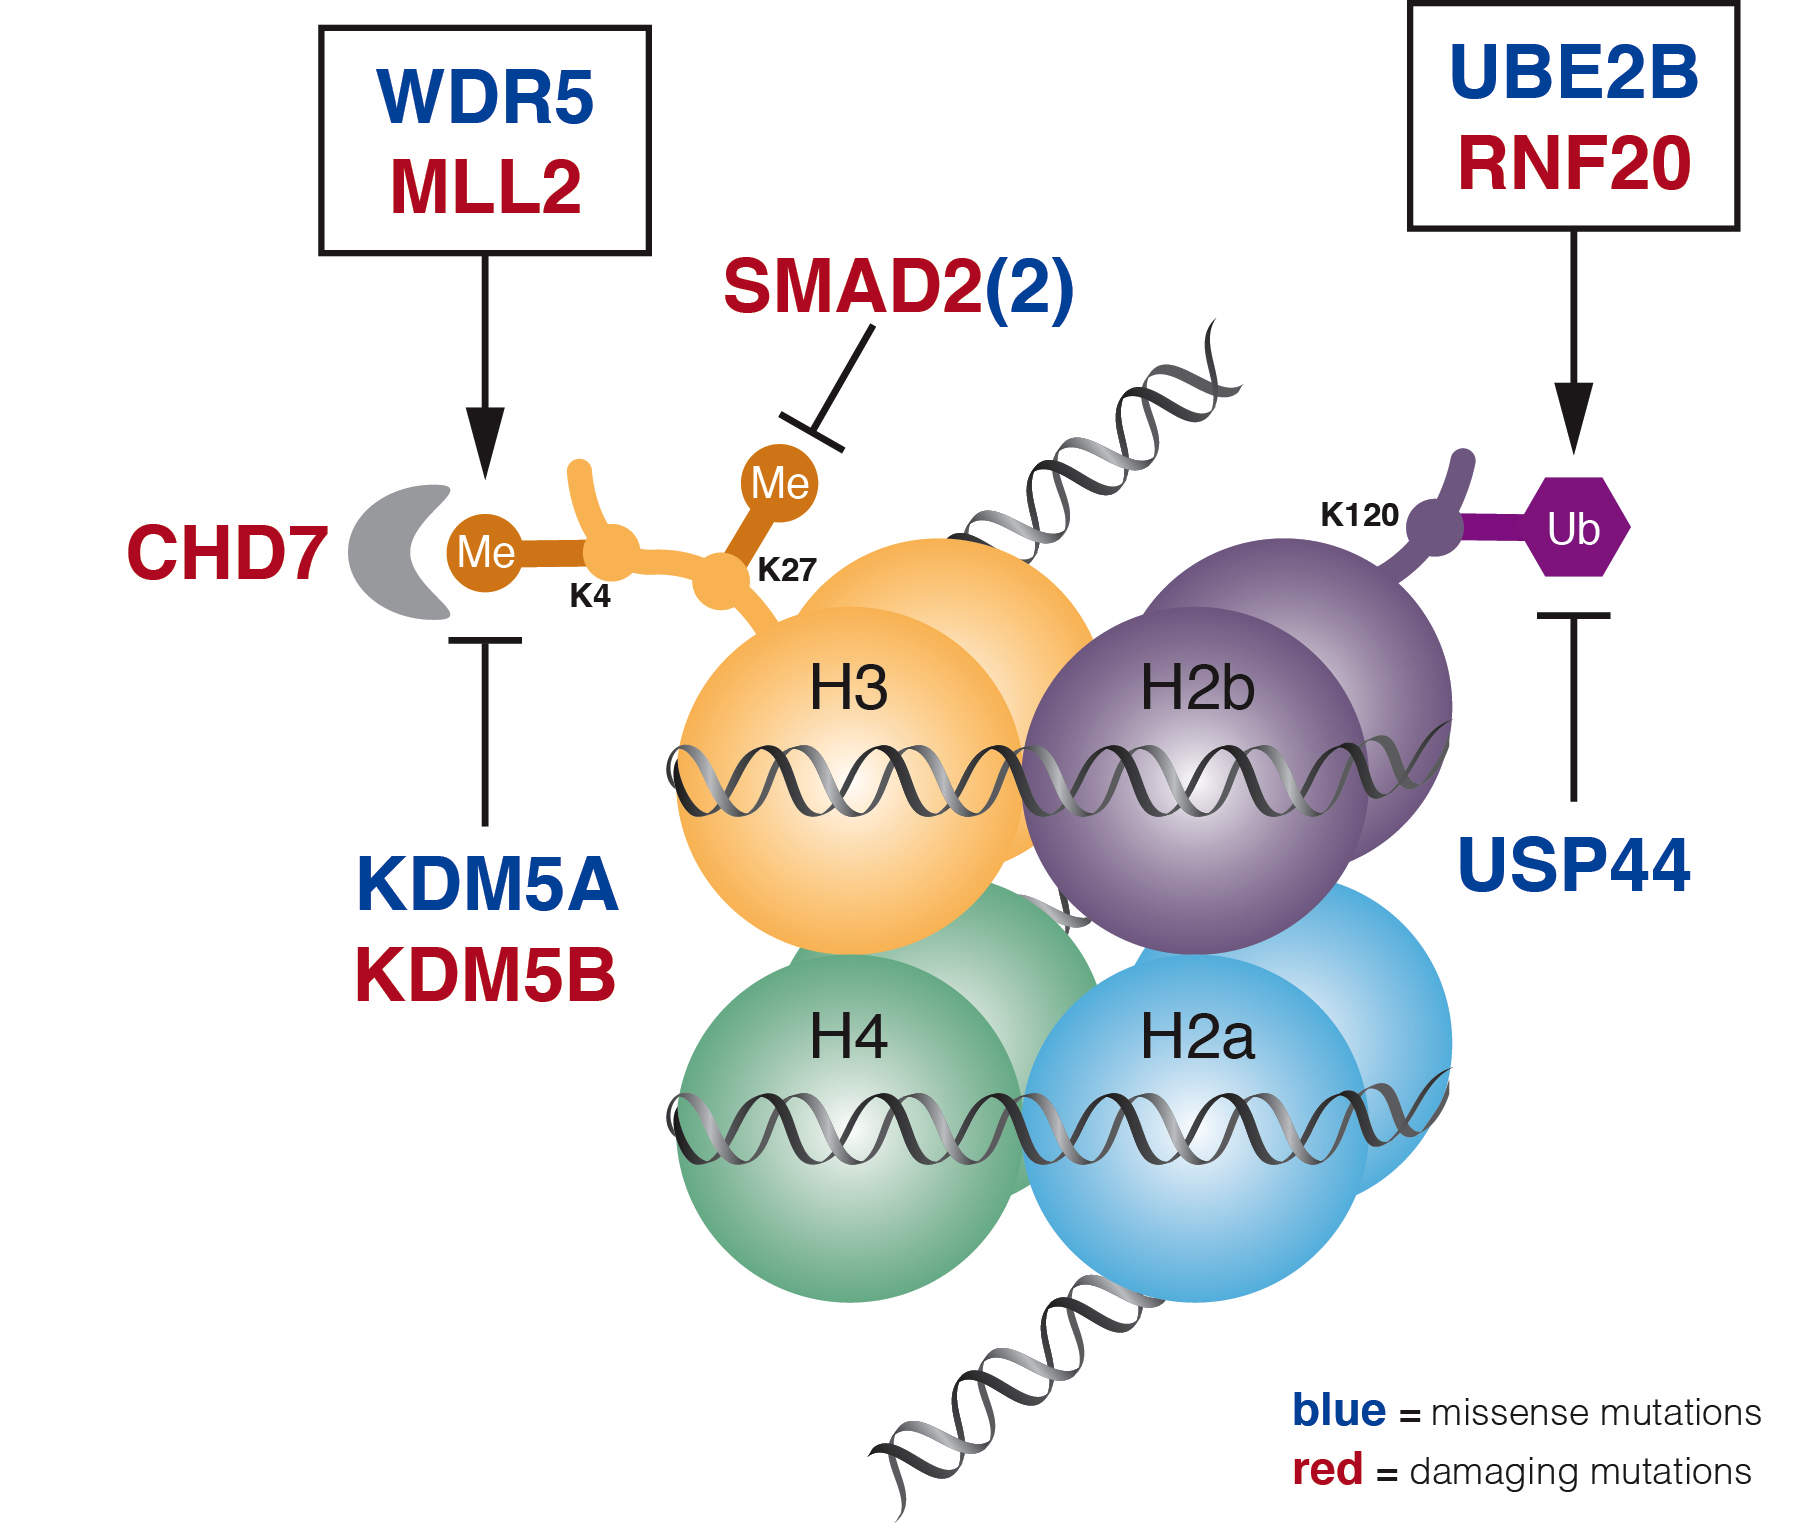 WDR5
MLL2
UBE2B
RNF20
SMAD2(2)
Me
K27
CHD7
Me
K4
K120
Ub
H3
H2b
KDM5A
KDM5B
USP44
H4
H2a
blue = missense mutations
red = damaging mutations